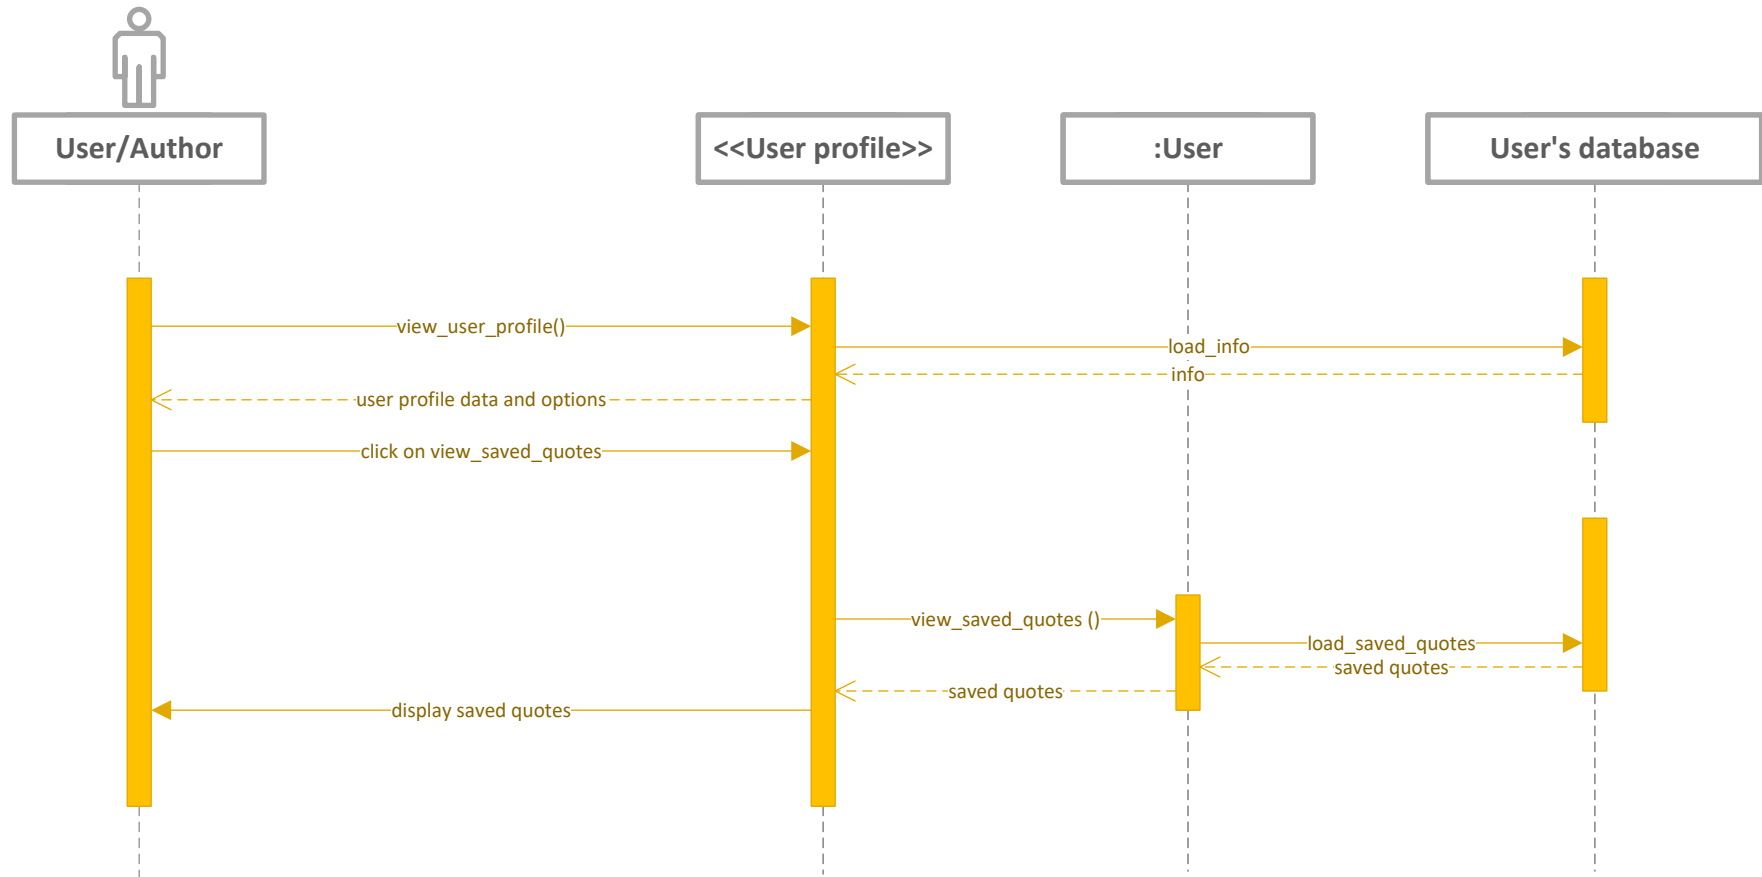 User/Author
<<User profile>>
:User
User's database
view_user_profile()
load_info
info
user profile data and options
click on view_saved_quotes
view_saved_quotes ()
load_saved_quotes
saved quotes
saved quotes
display saved quotes